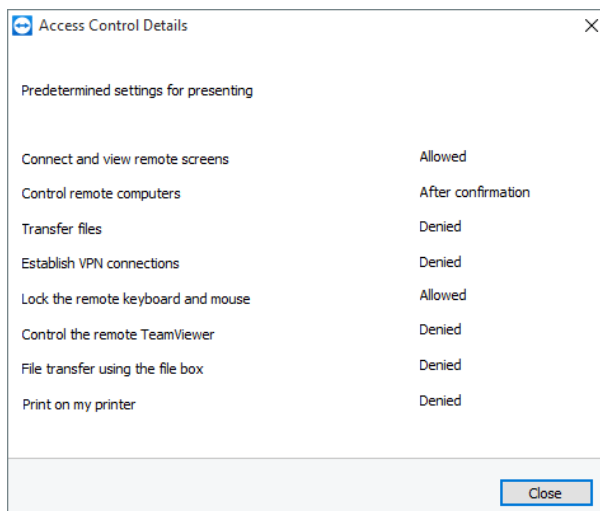 Access Control Details
Predetermined settings for presenting
Connect and view remote screens Allowed
Control remote computers After confirmation
Transfer files Denied
Establish VPN connections Denied
Lock the remote keyboard and mouse Allowed
Control the remote TeamViewer Denied
File transfer using the file box Denied
Print on my printer Denied
Close